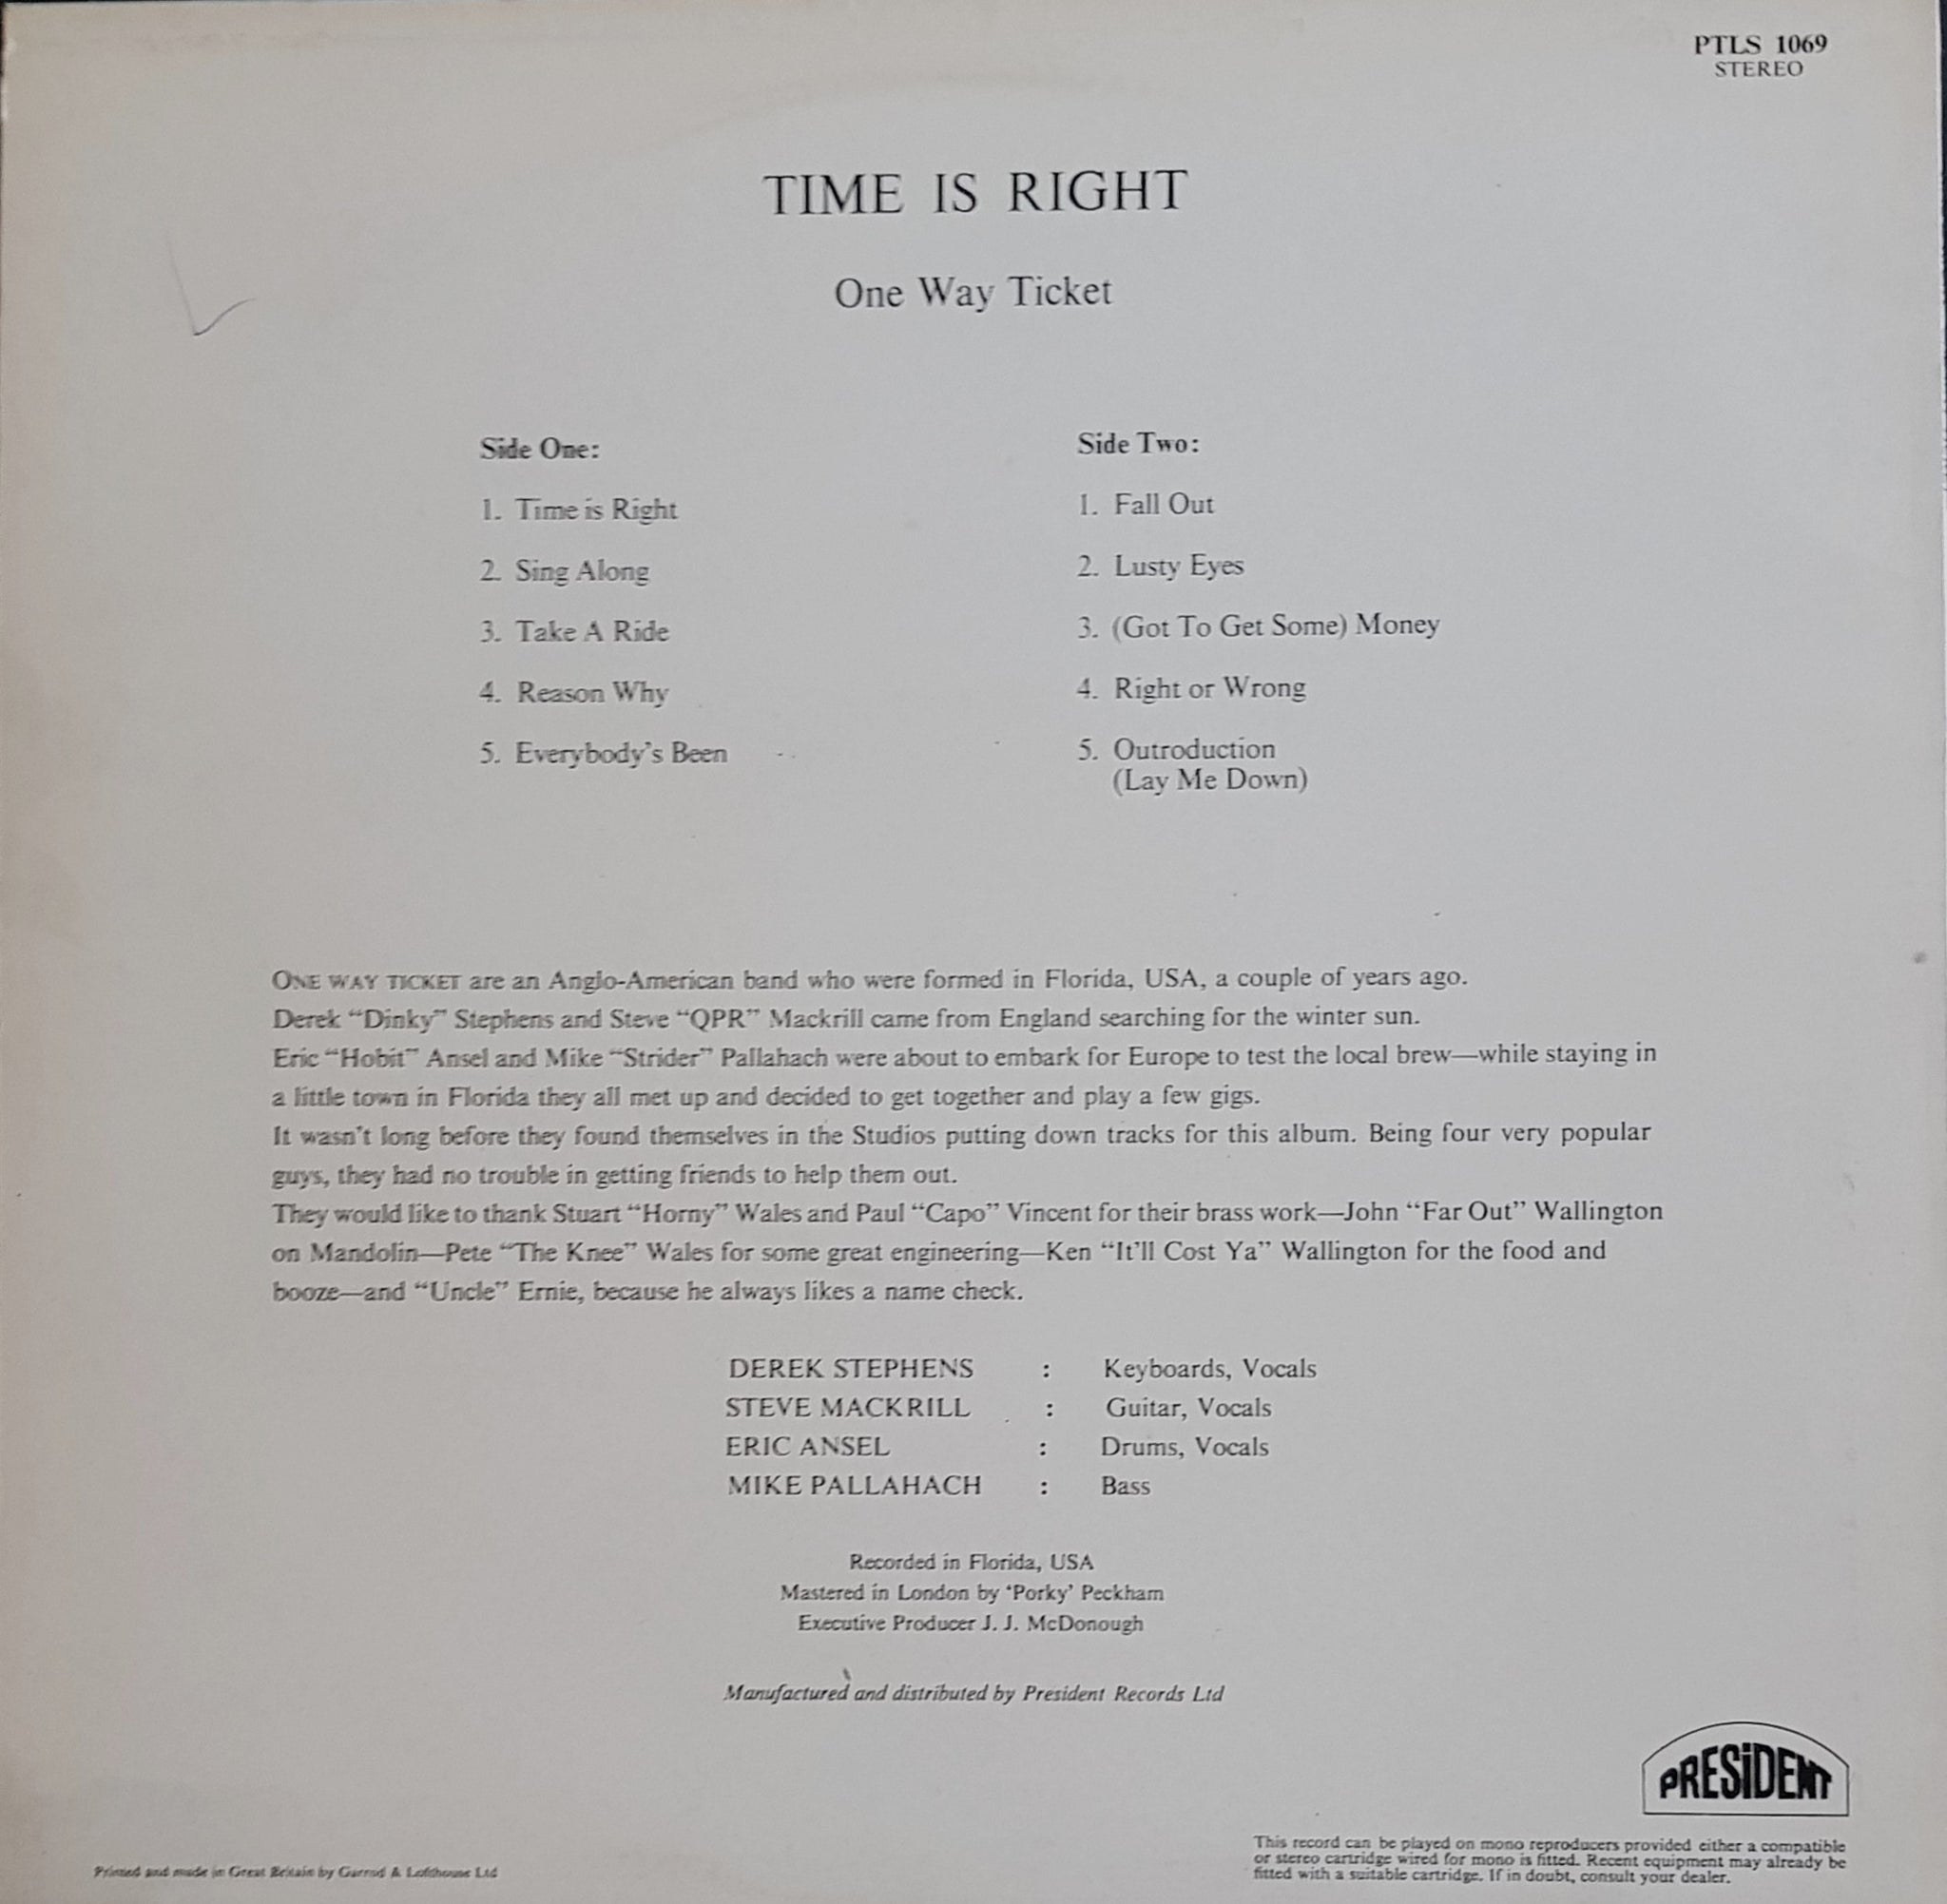 PTLS 1069
STEREO
TIME IS RIGHT
One Way Ticket
Side One:
1. Time is Right
2. Sing Along
3. Take A Ride
4. Reason Why
5. Everybody's Been
Side Two:
1. Fall Out
2. Lusty Eyes
3. (Got To Get Some) Money
4. Right or Wrong
5. Outroduction
(Lay Me Down)
ONE WAY TICKET are an Anglo-American band who were formed in Florida, USA, a couple of years ago.
Derek “Dinky” Stephens and Steve “QPR” Mackrill came from England searching for the winter sun.
Eric “Hobit” Ansel and Mike “Strider” Pallahach were about to embark for Europe to test the local brew—while staying in
a little town in Florida they all met up and decided to get together and play a few gigs.
It wasn't long before they found themselves in the Studios putting down tracks for this album. Being four very popular
guys, they had no trouble in getting friends to help them out.
They would like to thank Stuart “Horny” Wales and Paul “Capo” Vincent for their brass work—John “Far Out” Wallington
on Mandolin—Pete “The Knee” Wales for some great engineering—Ken “It'll Cost Ya” Wallington for the food and
booze—and “Uncle” Ernie, because he always likes a name check.
DEREK STEPHENS : Keyboards, Vocals
STEVE MACKRILL : Guitar, Vocals
ERIC ANSEL : Drums, Vocals
MIKE PALLAHACH : Bass
Recorded in Florida, USA
Mastered in London by ‘Porky’ Peckham
Executive Producer J. J. McDonough
Manufactured and distributed by President Records Ltd
PRESiDENT
Printed and made in Great Britain by Garrod & Lofthouse Ltd
This record can be played on mono reproducers provided either a compatible
or stereo cartridge wired for mono is fitted. Recent equipment may already be
fitted with a suitable cartridge. If in doubt, consult your dealer.